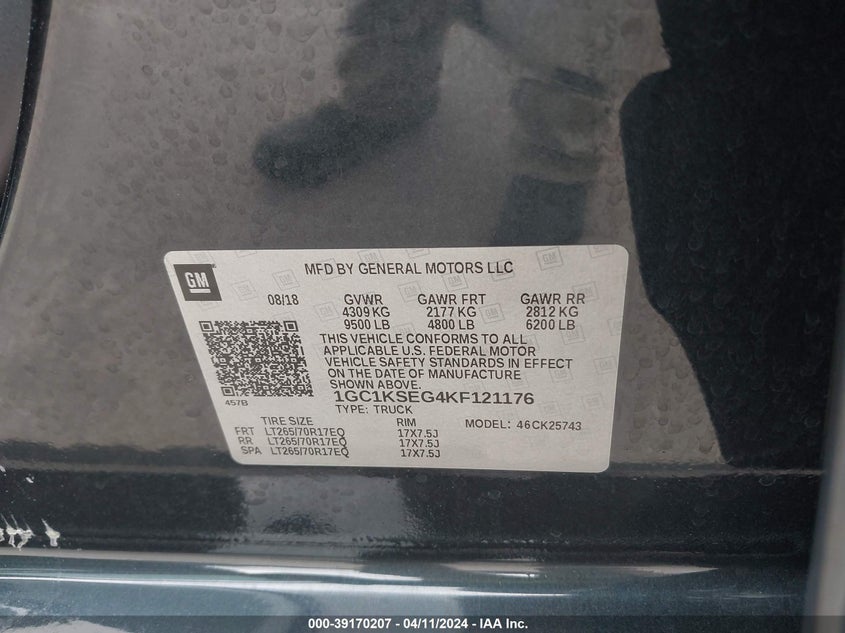 GM
MFD BY GENERAL MOTORS LLC
08/18 GVWR GAWR FRT GAWR RR
4309 KG 2177 KG 2812 KG
9500 LB 4800 LB 6200 LB
THIS VEHICLE CONFORMS TO ALL
APPLICABLE U.S. FEDERAL MOTOR
VEHICLE SAFETY STANDARDS IN EFFECT
ON THE DATE OF MANUFACTURE
SHOWN ABOVE.
1GC1KSEG4KF121176
457B
TYPE: TRUCK
TIRE SIZE RIM MODEL: 46CK25743
FRT LT265/70R17EQ 17X7.5J
RR LT265/70R17EQ 17X7.5J
SPA LT265/70R17EQ 17X7.5J
000-39170207 - 04/11/2024 - IAA Inc.